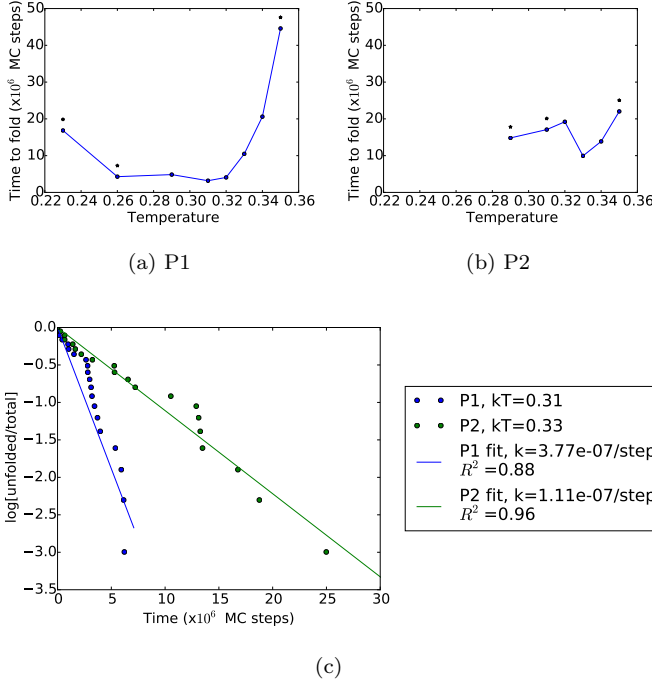 50
40
30
20
10
0
Time to fold (x10⁶ MC steps)
0.22 0.24 0.26 0.28 0.30 0.32 0.34 0.36
Temperature
(a) P1
50
40
30
20
10
0
Time to fold (x10⁶ MC steps)
0.22 0.24 0.26 0.28 0.30 0.32 0.34 0.36
Temperature
(b) P2
0.0
−0.5
−1.0
−1.5
−2.0
−2.5
−3.0
−3.5
log[unfolded/total]
0 5 10 15 20 25 30
Time (x10⁶ MC steps)
P1, kT=0.31
P2, kT=0.33
P1 fit, k=3.77e-07/step
R² =0.88
P2 fit, k=1.11e-07/step
R² =0.96
(c)